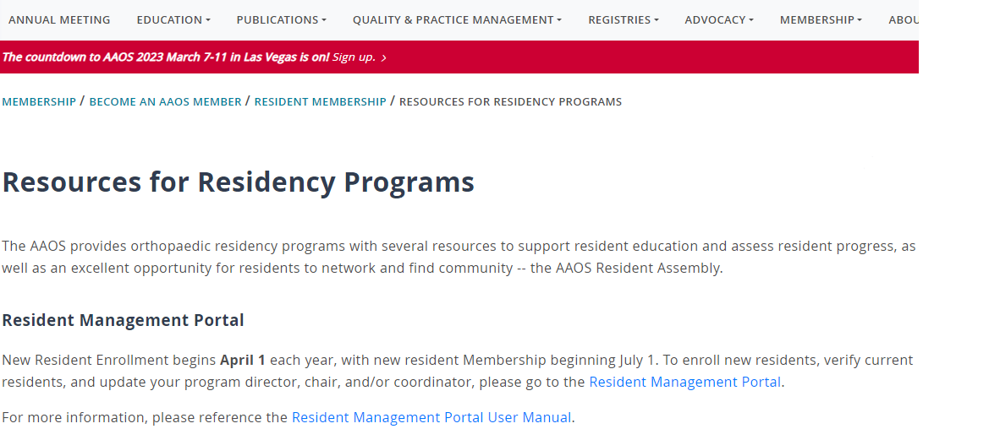 ANNUAL MEETING EDUCATION PUBLICATIONS QUALITY & PRACTICE MANAGEMENT REGISTRIES ADVOCACY MEMBERSHIP ABOU
The countdown to AAOS 2023 March 7-11 in Las Vegas is on! Sign up. >
MEMBERSHIP / BECOME AN AAOS MEMBER / RESIDENT MEMBERSHIP / RESOURCES FOR RESIDENCY PROGRAMS
Resources for Residency Programs
The AAOS provides orthopaedic residency programs with several resources to support resident education and assess resident progress, as
well as an excellent opportunity for residents to network and find community -- the AAOS Resident Assembly.
Resident Management Portal
New Resident Enrollment begins April 1 each year, with new resident Membership beginning July 1. To enroll new residents, verify current
residents, and update your program director, chair, and/or coordinator, please go to the Resident Management Portal.
For more information, please reference the Resident Management Portal User Manual.